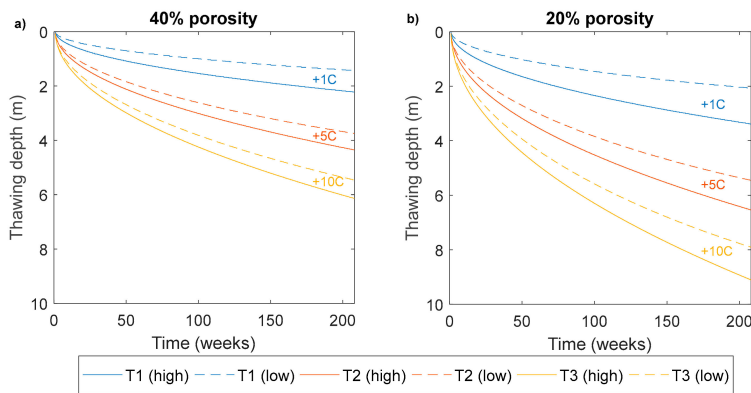 a)
40% porosity
0
2
4
6
8
10
Thawing depth (m)
+1C
+5C
+10C
0
50
100
150
200
Time (weeks)
b)
20% porosity
0
2
4
6
8
10
Thawing depth (m)
+1C
+5C
+10C
0
50
100
150
200
Time (weeks)
T1 (high) T1 (low) T2 (high) T2 (low) T3 (high) T3 (low)